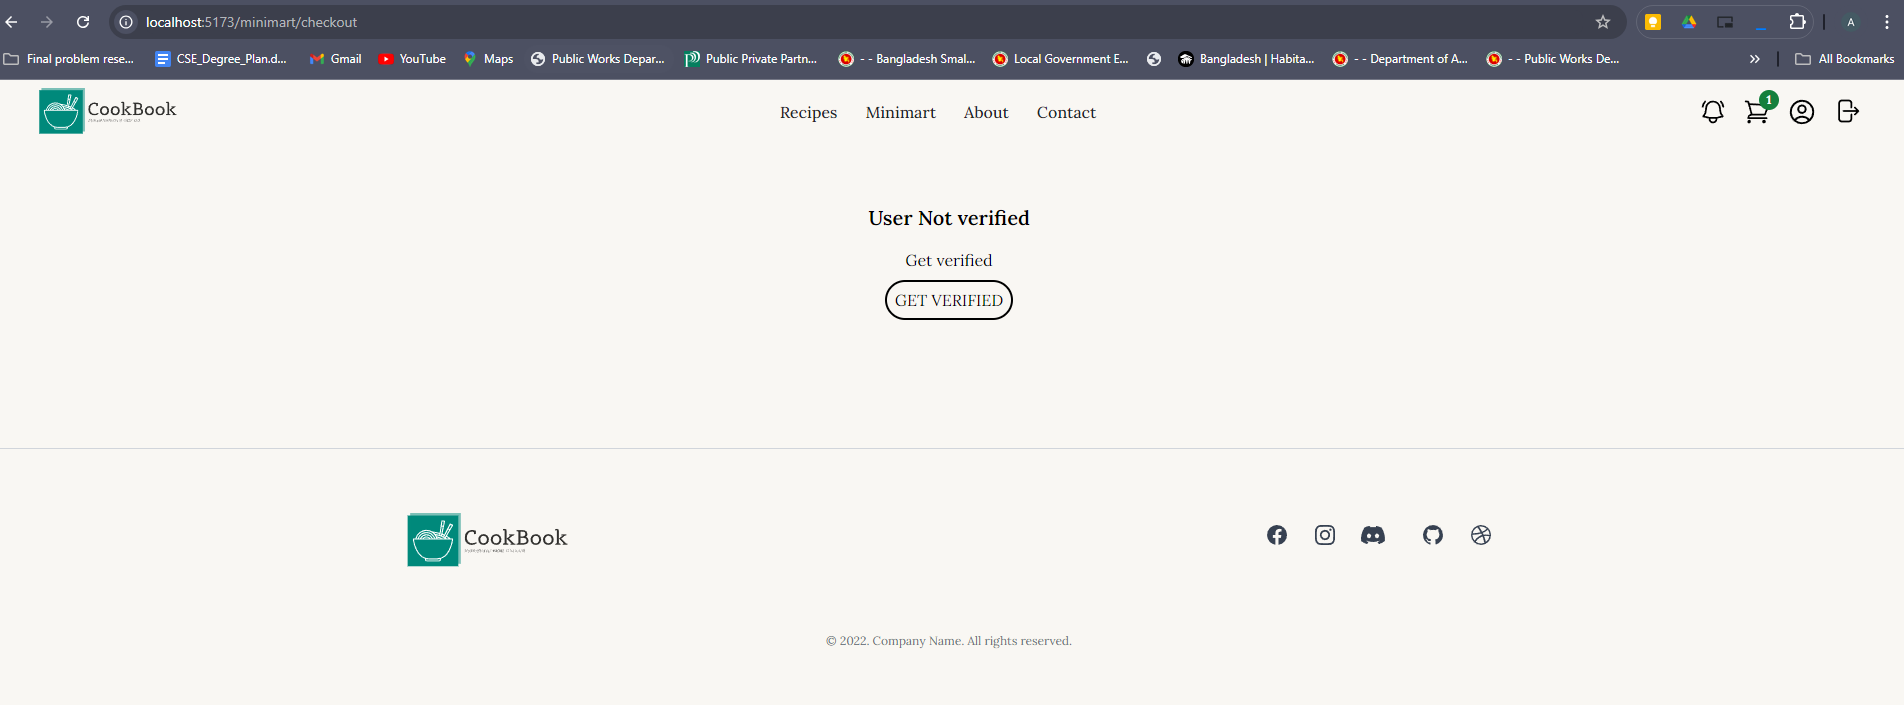 localhost:5173/minimart/checkout
A
Final problem rese...
CSE_Degree_Plan.d...
Gmail
YouTube
Maps
Public Works Depar...
Public Private Partn...
- - Bangladesh Smal...
Local Government E...
Bangladesh | Habita...
- - Department of A...
- - Public Works De...
»
All Bookmarks
CookBook
Recipes
Minimart
About
Contact
1
User Not verified
Get verified
GET VERIFIED
CookBook
© 2022. Company Name. All rights reserved.